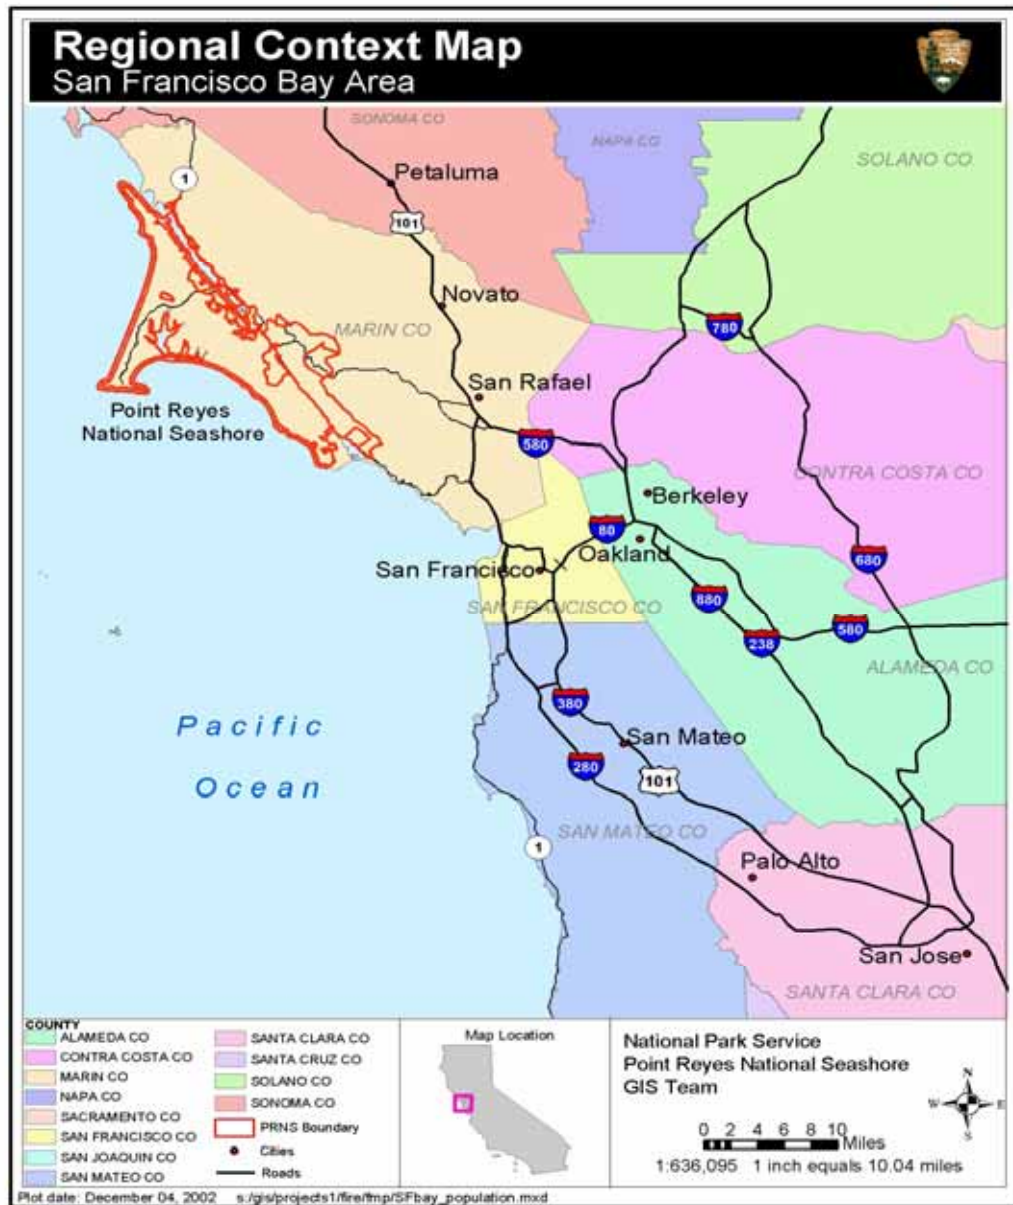 Regional Context Map
San Francisco Bay Area
SONOMA CO
NAPA CO
SOLANO CO
Petaluma
1
101
Novato
MARIN CO
780
San Rafael
Point Reyes
National Seashore
580
CONTRA COSTA CO
Berkeley
80
Oakland
680
San Francisco
880
SAN FRANCISCO CO
580
238
ALAMEDA CO
380
Pacific
Ocean
San Mateo
280
101
SAN MATEO CO
1
Palo Alto
San Jose
SANTA CLARA CO
COUNTY
ALAMEDA CO
CONTRA COSTA CO
MARIN CO
NAPA CO
SACRAMENTO CO
SAN FRANCISCO CO
SAN JOAQUIN CO
SAN MATEO CO
SANTA CLARA CO
SANTA CRUZ CO
SOLANO CO
SONOMA CO
PRNS Boundary
Cities
Roads
Map Location
National Park Service
Point Reyes National Seashore
GIS Team
N
W E
S
0 2 4 6 8 10
Miles
1:636,095 1 inch equals 10.04 miles
Plot date: December 04, 2002 s:/gis/projects1/fire/fmp/SFbay_population.mxd